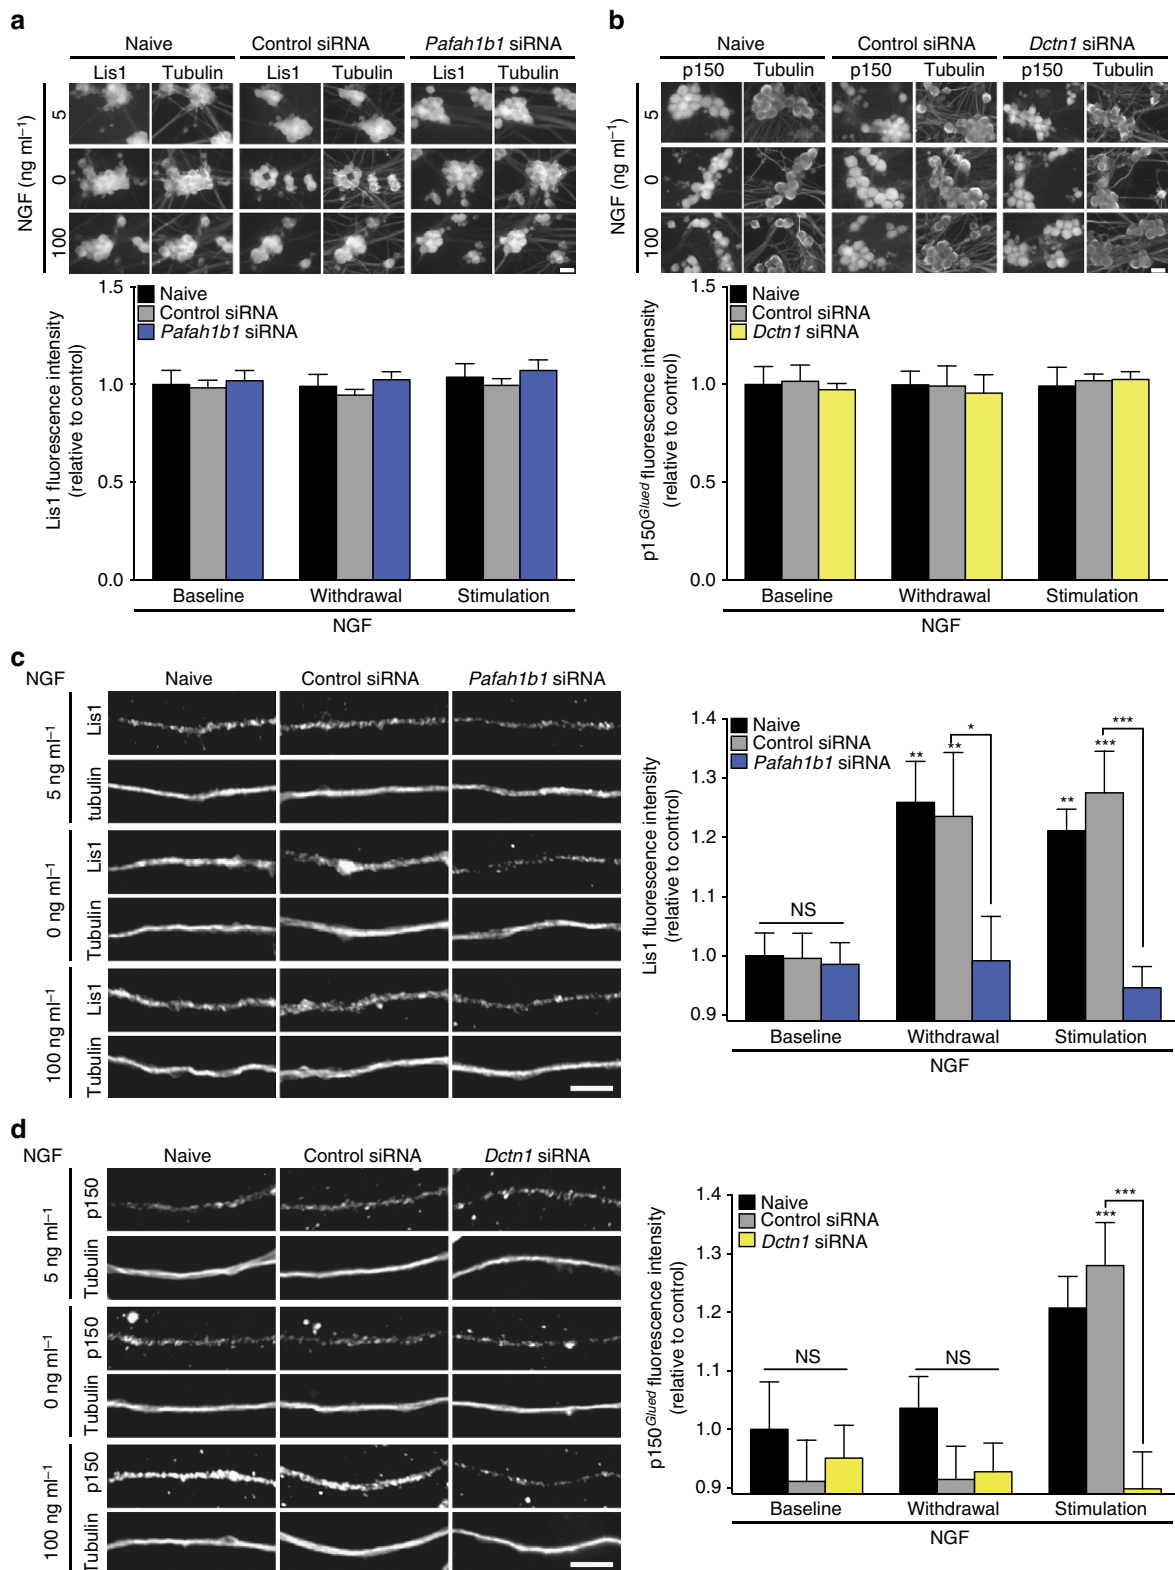 a
Naive Control siRNA Pafah1b1 siRNA
Lis1 Tubulin Lis1 Tubulin Lis1 Tubulin
NGF (ng ml–1)
5
0
100
1.5
1.0
0.5
0.0
Lis1 fluorescence intensity
(relative to control)
Naive
Control siRNA
Pafah1b1 siRNA
Baseline Withdrawal Stimulation
NGF
b
Naive Control siRNA Dctn1 siRNA
p150 Tubulin p150 Tubulin p150 Tubulin
NGF (ng ml–1)
5
0
100
1.5
1.0
0.5
0.0
p150Glued fluorescence intensity
(relative to control)
Naive
Control siRNA
Dctn1 siRNA
Baseline Withdrawal Stimulation
NGF
c
NGF Naive Control siRNA Pafah1b1 siRNA
5 ng ml–1
Lis1
tubulin
0 ng ml–1
Lis1
Tubulin
100 ng ml–1
Lis1
Tubulin
1.4
1.3
1.2
1.1
1.0
0.9
Lis1 fluorescence intensity
(relative to control)
Naive
Control siRNA
Pafah1b1 siRNA
NS
** ** *
** *** ***
Baseline Withdrawal Stimulation
NGF
d
NGF Naive Control siRNA Dctn1 siRNA
5 ng ml–1
p150
Tubulin
0 ng ml–1
p150
Tubulin
100 ng ml–1
p150
Tubulin
1.4
1.3
1.2
1.1
1.0
0.9
p150Glued fluorescence intensity
(relative to control)
Naive
Control siRNA
Dctn1 siRNA
NS NS
*** ***
Baseline Withdrawal Stimulation
NGF